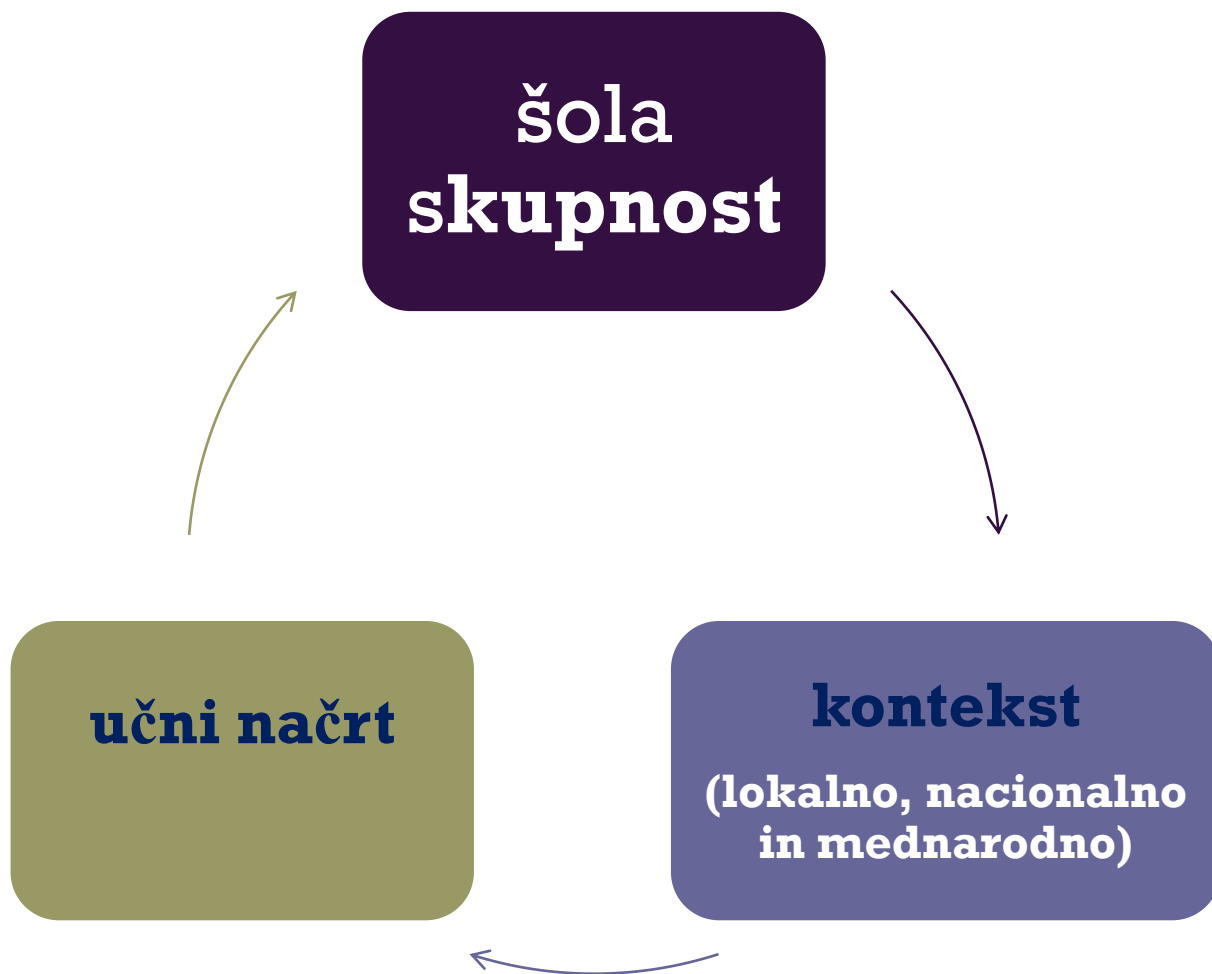 šola
skupnost
učni načrt
kontekst
(lokalno, nacionalno
in mednarodno)